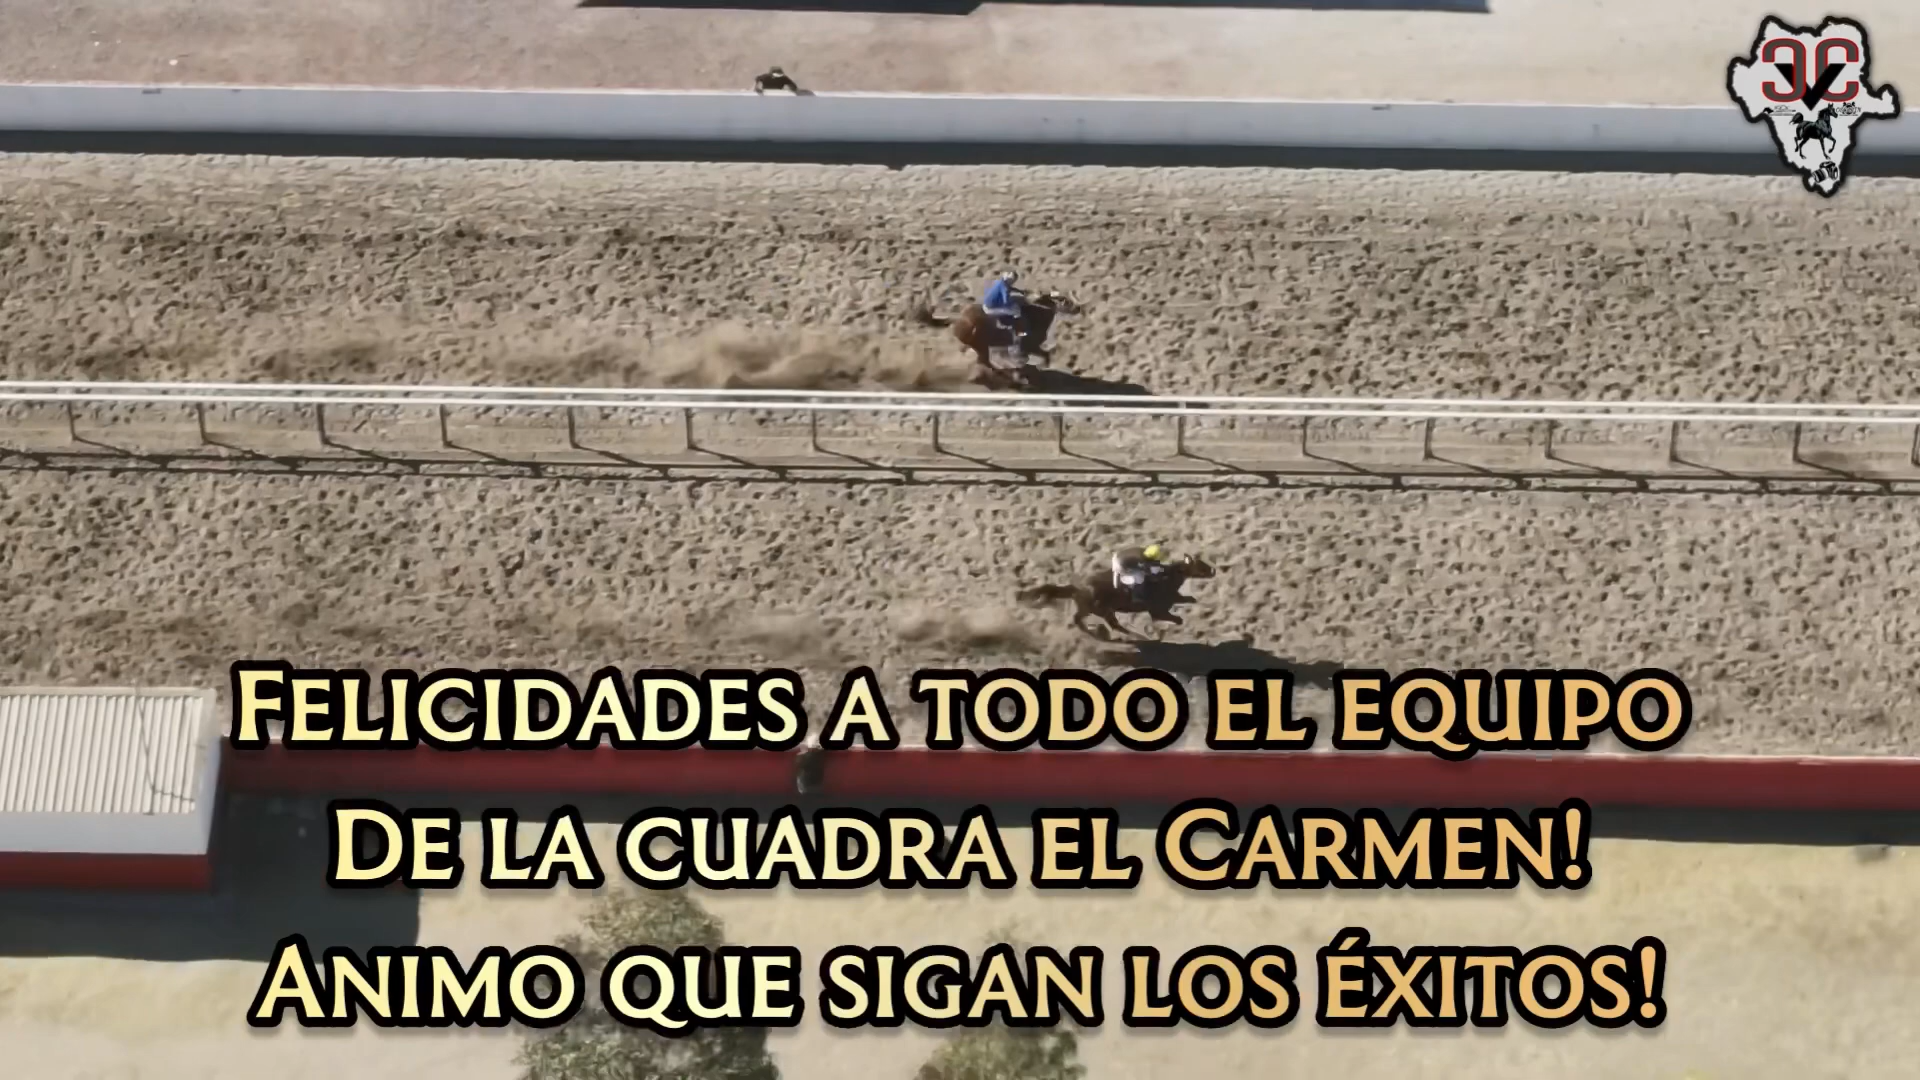 FELICIDADES A TODO EL EQUIPO
DE LA CUADRA EL CARMEN!
ANIMO QUE SIGAN LOS ÉXITOS!